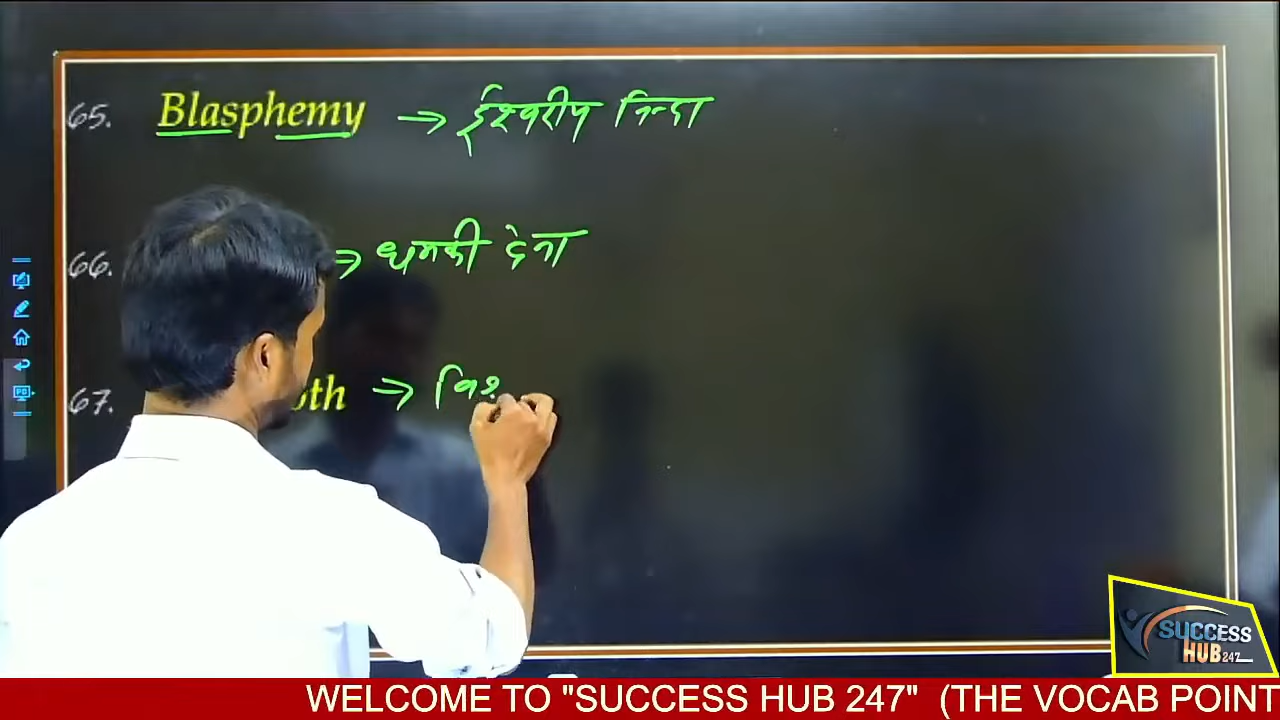 65. Blasphemy → ईश्वरीय निन्दा
66. ⇒ धमकी देना
67. oth ⇒ विश
SUCCESS
HUB 247
WELCOME TO "SUCCESS HUB 247" (THE VOCAB POINT